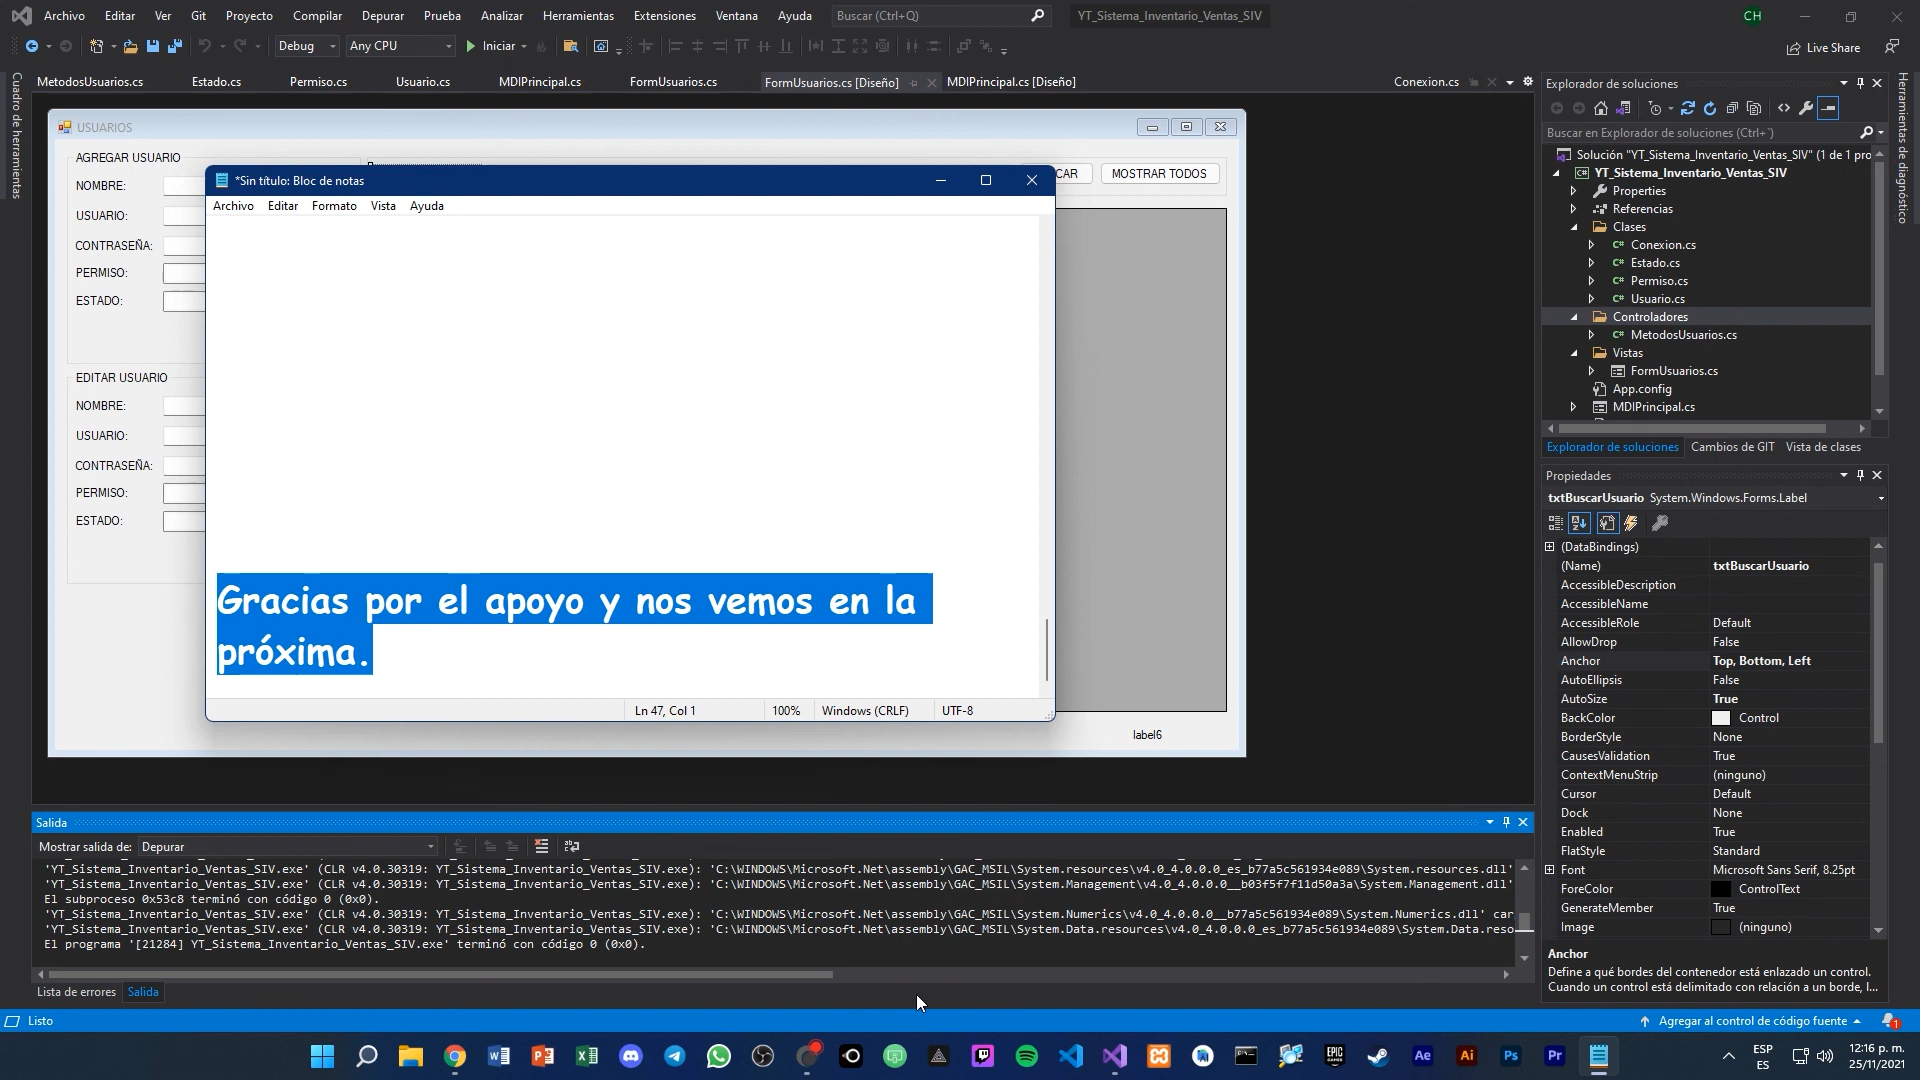 Archivo Editar Ver Git Proyecto Compilar Depurar Prueba Analizar Herramientas Extensiones Ventana Ayuda Buscar (Ctrl+Q) YT_Sistema_Inventario_Ventas_SIV CH
Debug Any CPU Iniciar Live Share
MetodosUsuarios.cs Estado.cs Permiso.cs Usuario.cs MDIPrincipal.cs FormUsuarios.cs FormUsuarios.cs [Diseño] MDIPrincipal.cs [Diseño] Conexion.cs
Cuadro de herramientas
USUARIOS
AGREGAR USUARIO
NOMBRE:
USUARIO:
CONTRASEÑA:
PERMISO:
ESTADO:
EDITAR USUARIO
NOMBRE:
USUARIO:
CONTRASEÑA:
PERMISO:
ESTADO:
CAR MOSTRAR TODOS
label6
*Sin título: Bloc de notas
Archivo Editar Formato Vista Ayuda
Gracias por el apoyo y nos vemos en la
próxima.
Ln 47, Col 1 100% Windows (CRLF) UTF-8
Explorador de soluciones
Buscar en Explorador de soluciones (Ctrl+´)
Solución "YT_Sistema_Inventario_Ventas_SIV" (1 de 1 pro
YT_Sistema_Inventario_Ventas_SIV
Properties
Referencias
Clases
Conexion.cs
Estado.cs
Permiso.cs
Usuario.cs
Controladores
MetodosUsuarios.cs
Vistas
FormUsuarios.cs
App.config
MDIPrincipal.cs
Explorador de soluciones Cambios de GIT Vista de clases
Herramientas de diagnóstico
Propiedades
txtBuscarUsuario System.Windows.Forms.Label
(DataBindings)
(Name) txtBuscarUsuario
AccessibleDescription
AccessibleName
AccessibleRole Default
AllowDrop False
Anchor Top, Bottom, Left
AutoEllipsis False
AutoSize True
BackColor Control
BorderStyle None
CausesValidation True
ContextMenuStrip (ninguno)
Cursor Default
Dock None
Enabled True
FlatStyle Standard
Font Microsoft Sans Serif, 8.25pt
ForeColor ControlText
GenerateMember True
Image (ninguno)
Anchor
Define a qué bordes del contenedor está enlazado un control.
Cuando un control está delimitado con relación a un borde, l...
Salida
Mostrar salida de: Depurar
'YT_Sistema_Inventario_Ventas_SIV.exe' (CLR v4.0.30319: YT_Sistema_Inventario_Ventas_SIV.exe): 'C:\WINDOWS\Microsoft.Net\assembly\GAC_MSIL\System.resources\v4.0_4.0.0.0_es_b77a5c561934e089\System.resources.dll'
'YT_Sistema_Inventario_Ventas_SIV.exe' (CLR v4.0.30319: YT_Sistema_Inventario_Ventas_SIV.exe): 'C:\WINDOWS\Microsoft.Net\assembly\GAC_MSIL\System.Management\v4.0_4.0.0.0__b03f5f7f11d50a3a\System.Management.dll'
El subproceso 0x53c8 terminó con código 0 (0x0).
'YT_Sistema_Inventario_Ventas_SIV.exe' (CLR v4.0.30319: YT_Sistema_Inventario_Ventas_SIV.exe): 'C:\WINDOWS\Microsoft.Net\assembly\GAC_MSIL\System.Numerics\v4.0_4.0.0.0__b77a5c561934e089\System.Numerics.dll' car
'YT_Sistema_Inventario_Ventas_SIV.exe' (CLR v4.0.30319: YT_Sistema_Inventario_Ventas_SIV.exe): 'C:\WINDOWS\Microsoft.Net\assembly\GAC_MSIL\System.Data.resources\v4.0_4.0.0.0_es_b77a5c561934e089\System.Data.reso
El programa '[21284] YT_Sistema_Inventario_Ventas_SIV.exe' terminó con código 0 (0x0).
Lista de errores Salida
Listo Agregar al control de código fuente 1
ESP
ES
12:16 p. m.
25/11/2021